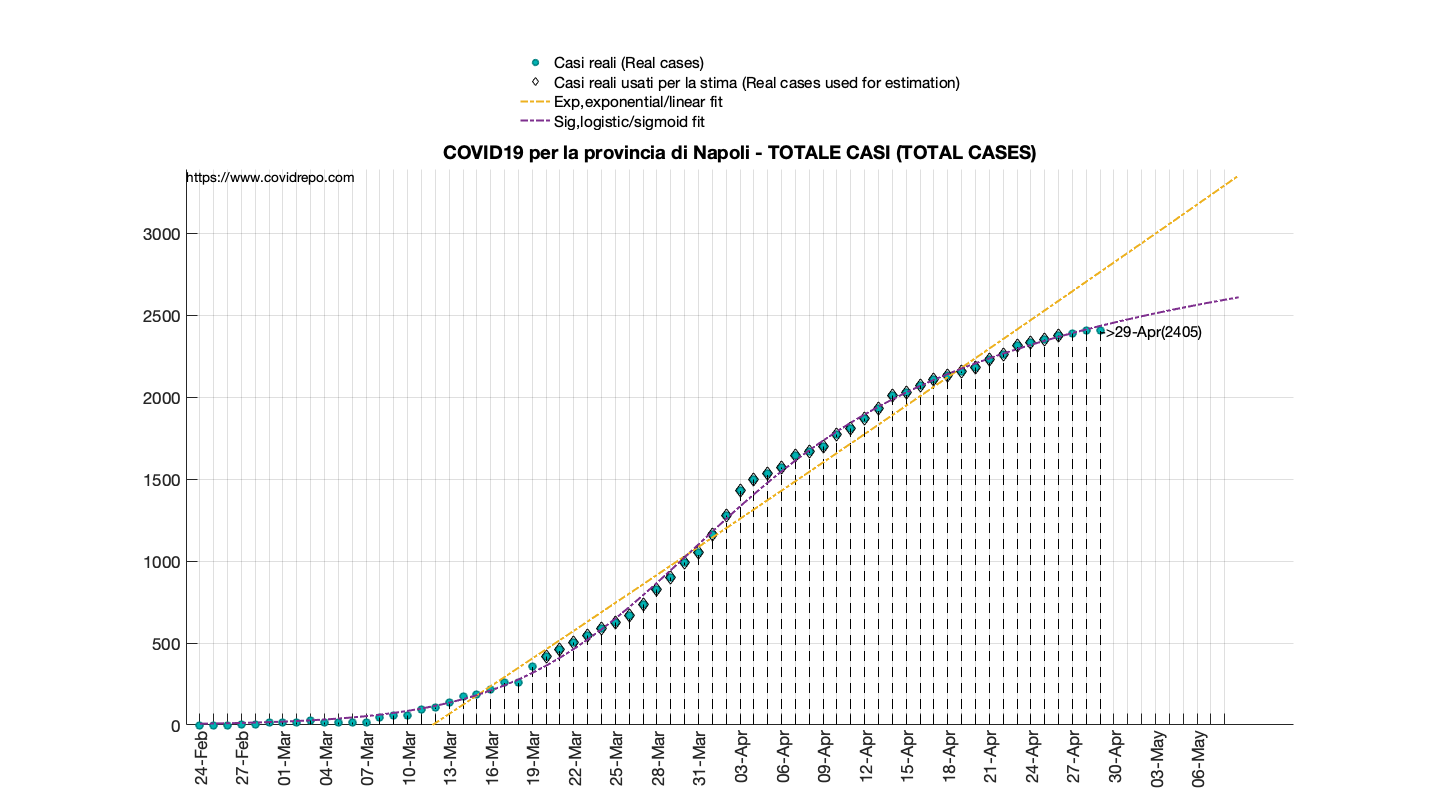 Casi reali (Real cases)
Casi reali usati per la stima (Real cases used for estimation)
Exp,exponential/linear fit
Sig,logistic/sigmoid fit
COVID19 per la provincia di Napoli - TOTALE CASI (TOTAL CASES)
https://www.covidrepo.com
3000
2500
2000
1500
1000
500
0
>29-Apr(2405)
24-Feb
27-Feb
01-Mar
04-Mar
07-Mar
10-Mar
13-Mar
16-Mar
19-Mar
22-Mar
25-Mar
28-Mar
31-Mar
03-Apr
06-Apr
09-Apr
12-Apr
15-Apr
18-Apr
21-Apr
24-Apr
27-Apr
30-Apr
03-May
06-May